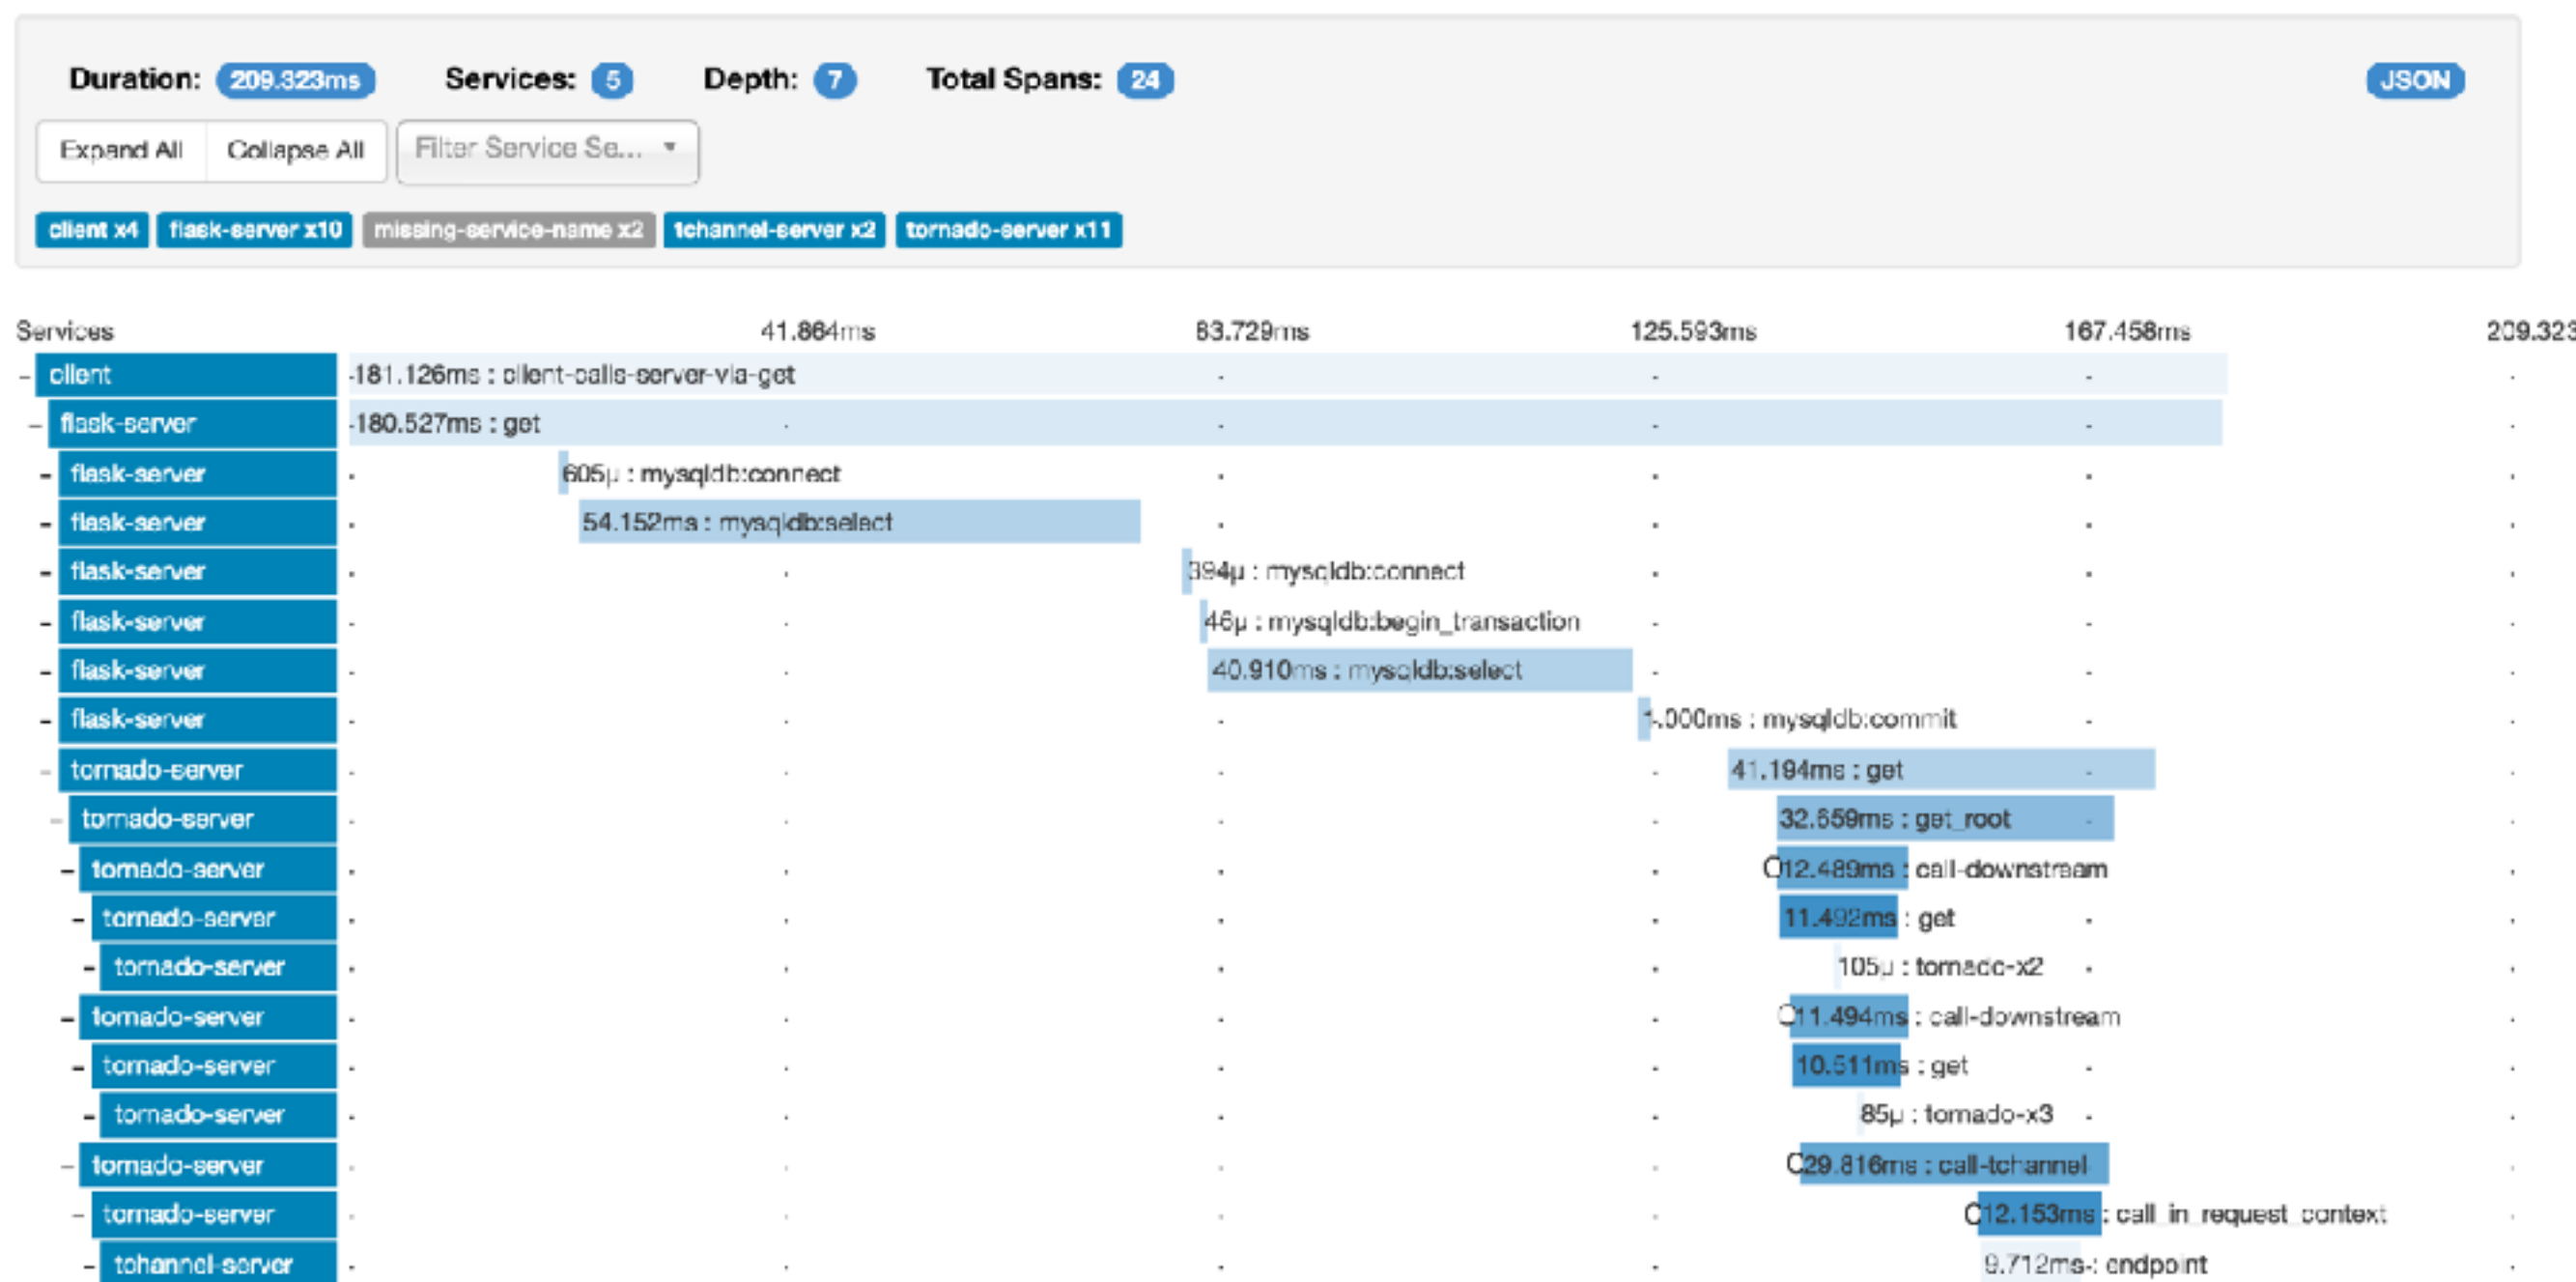 Duration: 209.323ms Services: 5 Depth: 7 Total Spans: 24 JSON
Expand All Collapse All Filter Service Se...
client x4 flask-server x10 missing-service-name x2 tchannel-server x2 tornado-server x11
Services 41.864ms 83.729ms 125.593ms 167.458ms 209.323
- client 181.126ms : client-calls-server-via-get
- flask-server 180.527ms : get
- flask-server 605μ : mysqldb:connect
- flask-server 54.152ms : mysqldb:select
- flask-server 394μ : mysqldb:connect
- flask-server 46μ : mysqldb:begin_transaction
- flask-server 40.910ms : mysqldb:select
- flask-server 1.000ms : mysqldb:commit
- tornado-server 41.194ms : get
- tornado-server 32.659ms : get_root
- tornado-server 12.489ms : call-downstream
- tornado-server 11.492ms : get
- tornado-server 105μ : tornado-x2
- tornado-server 11.494ms : call-downstream
- tornado-server 10.511ms : get
- tornado-server 85μ : tornado-x3
- tornado-server 29.816ms : call-tchannel
- tornado-server 12.153ms : call_in_request_context
- tchannel-server 9.712ms : endpoint